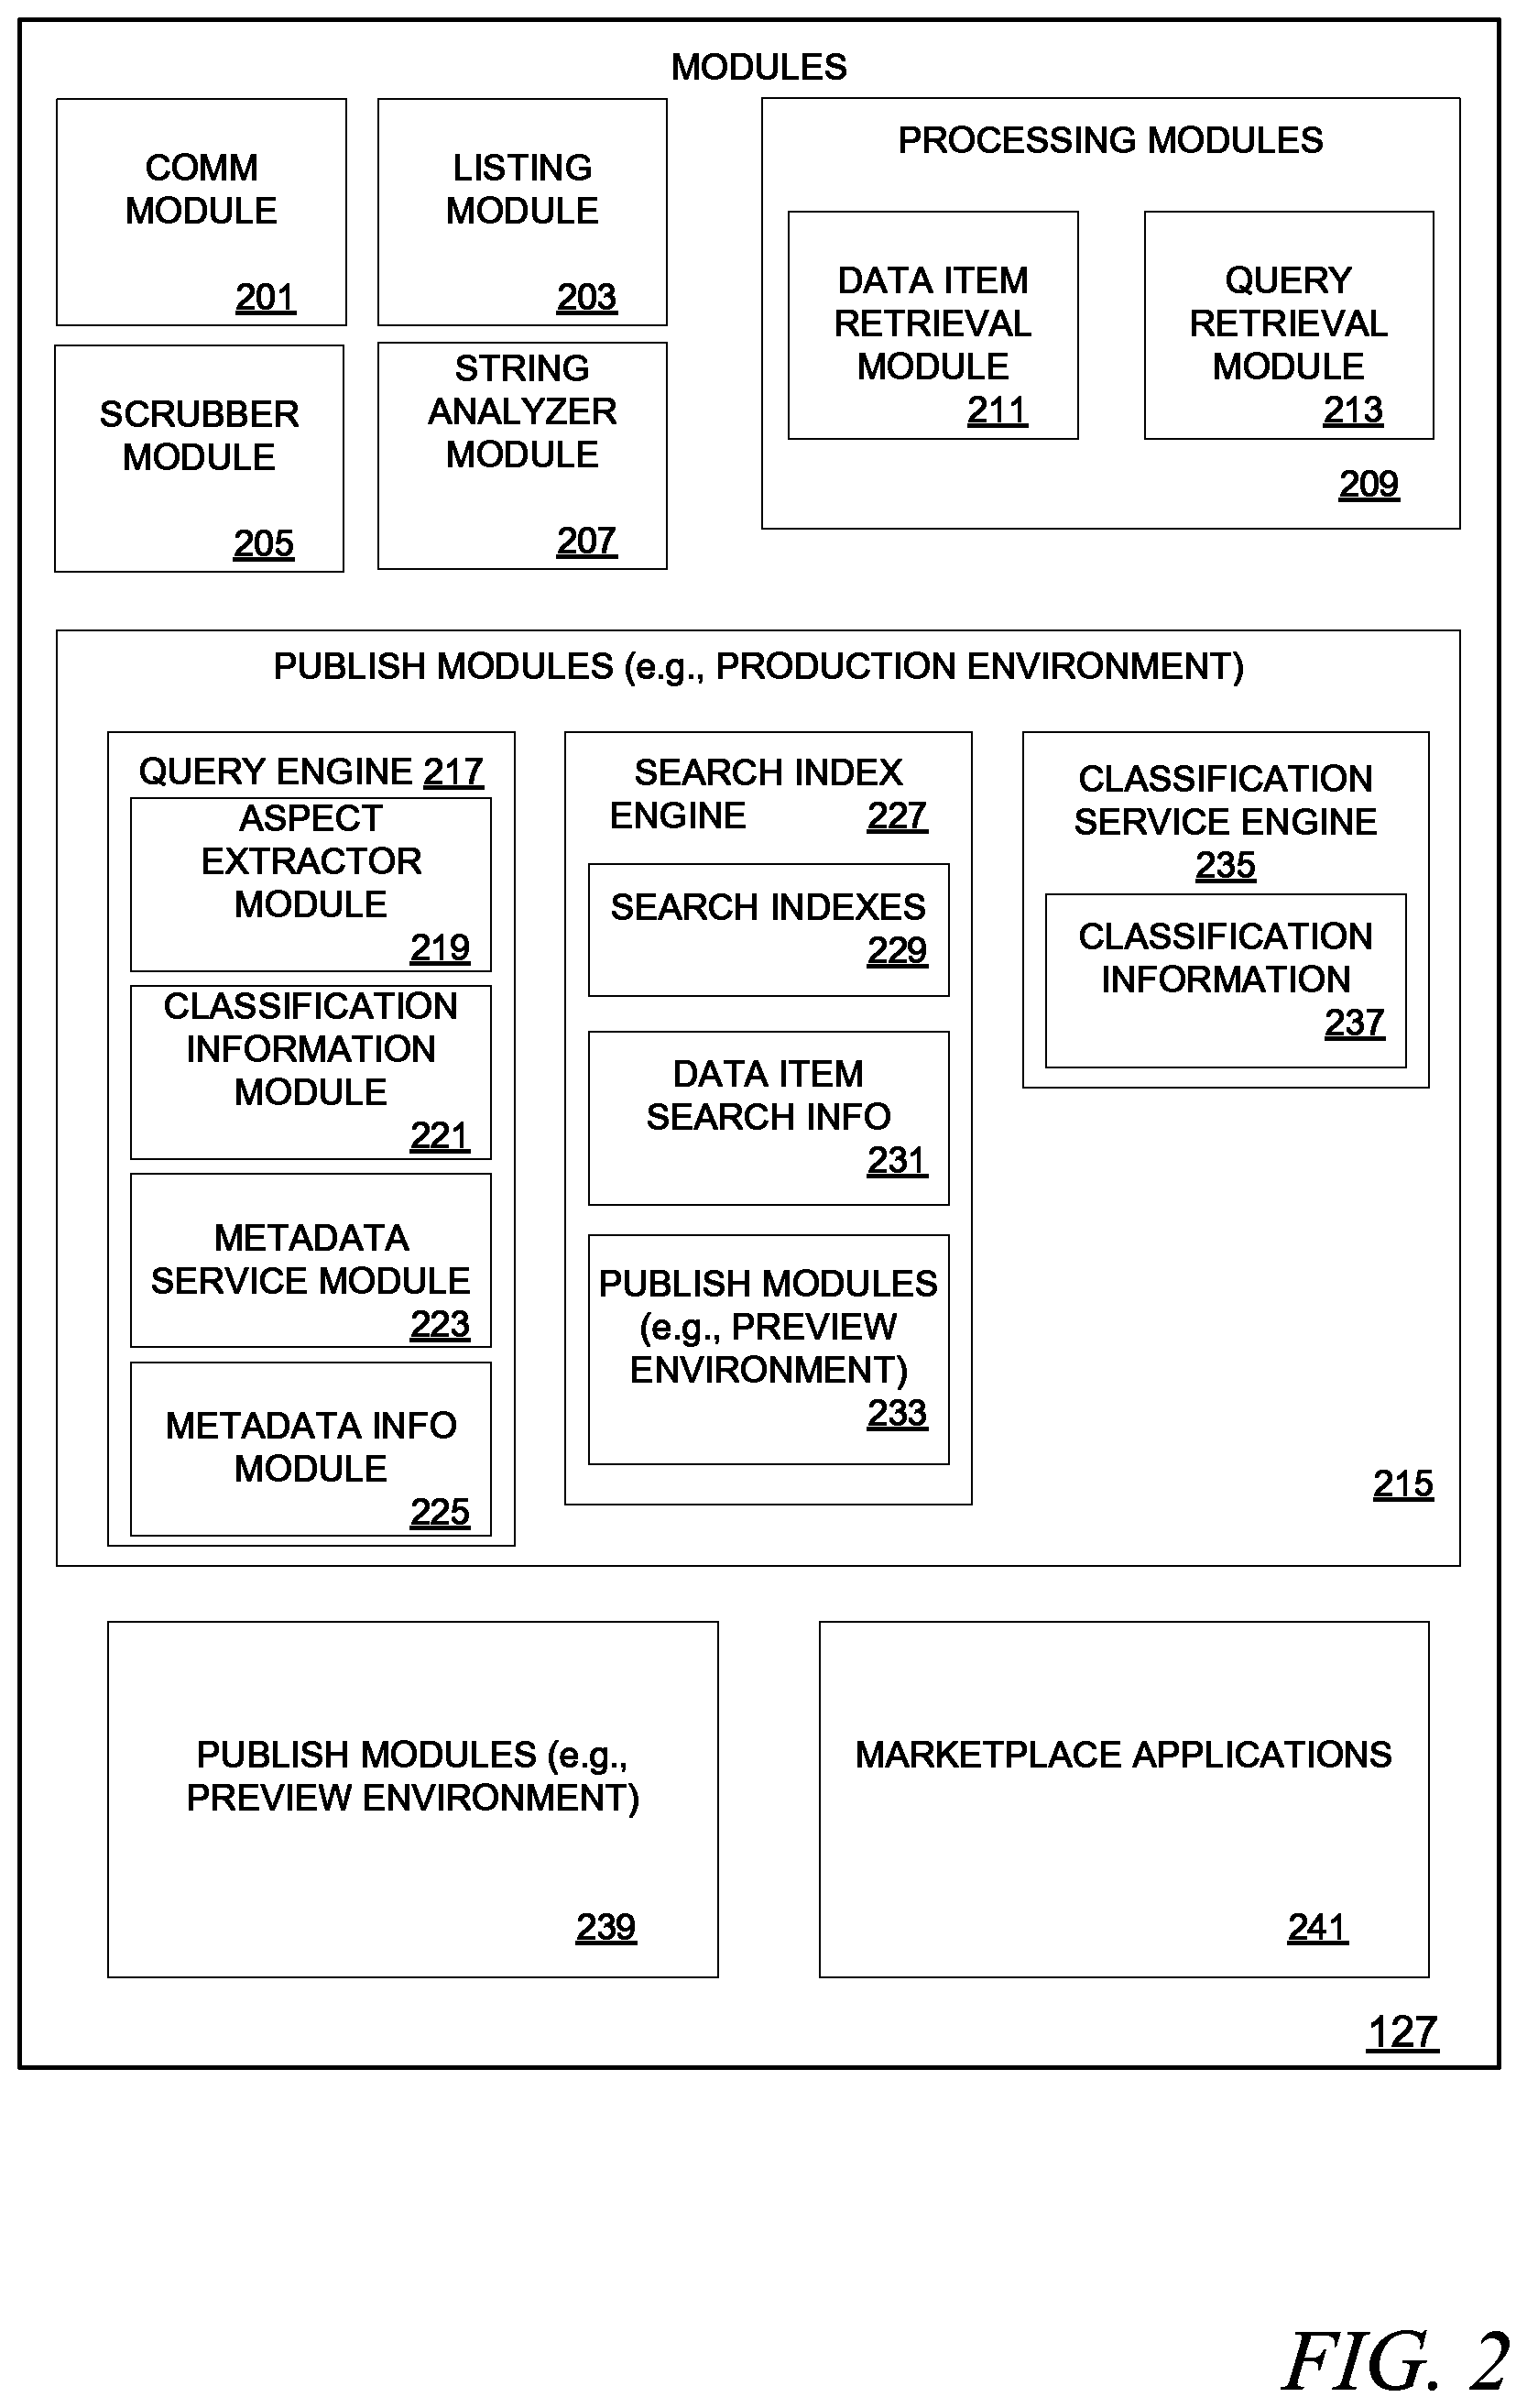 MODULES
COMM
MODULE
201
LISTING
MODULE
203
SCRUBBER
MODULE
205
STRING
ANALYZER
MODULE
207
PROCESSING MODULES
DATA ITEM
RETRIEVAL
MODULE
211
QUERY
RETRIEVAL
MODULE
213
209
PUBLISH MODULES (e.g., PRODUCTION ENVIRONMENT)
QUERY ENGINE 217
ASPECT
EXTRACTOR
MODULE
219
CLASSIFICATION
INFORMATION
MODULE
221
METADATA
SERVICE MODULE
223
METADATA INFO
MODULE
225
SEARCH INDEX
ENGINE 227
SEARCH INDEXES
229
DATA ITEM
SEARCH INFO
231
PUBLISH MODULES
(e.g., PREVIEW
ENVIRONMENT)
233
CLASSIFICATION
SERVICE ENGINE
235
CLASSIFICATION
INFORMATION
237
215
PUBLISH MODULES (e.g.,
PREVIEW ENVIRONMENT)
239
MARKETPLACE APPLICATIONS
241
127
FIG. 2